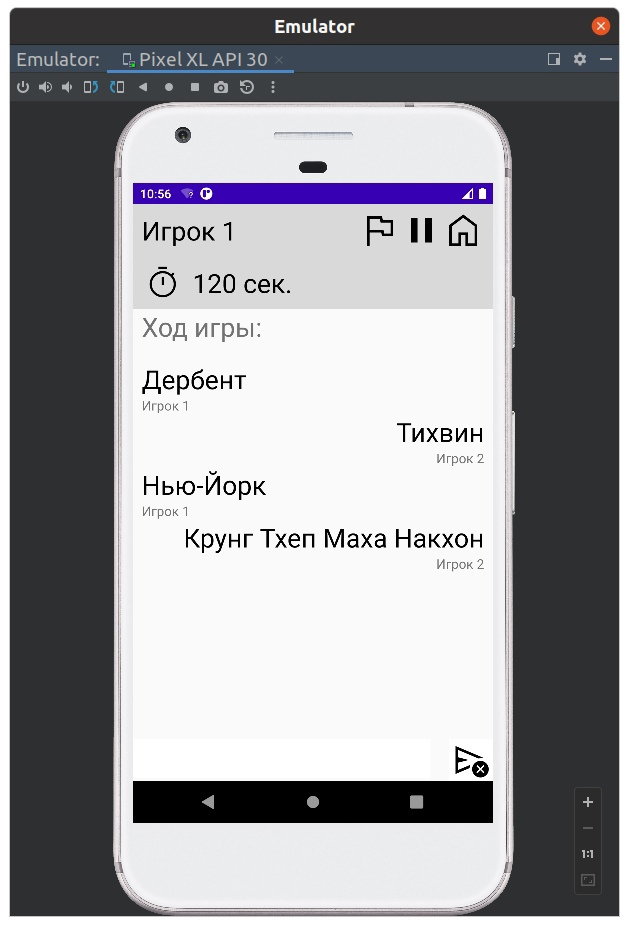 Emulator
Emulator: Pixel XL API 30
10:56
Игрок 1
120 сек.
Ход игры:
Дербент
Игрок 1
Тихвин
Игрок 2
Нью-Йорк
Игрок 1
Крунг Тхеп Маха Накхон
Игрок 2
1:1